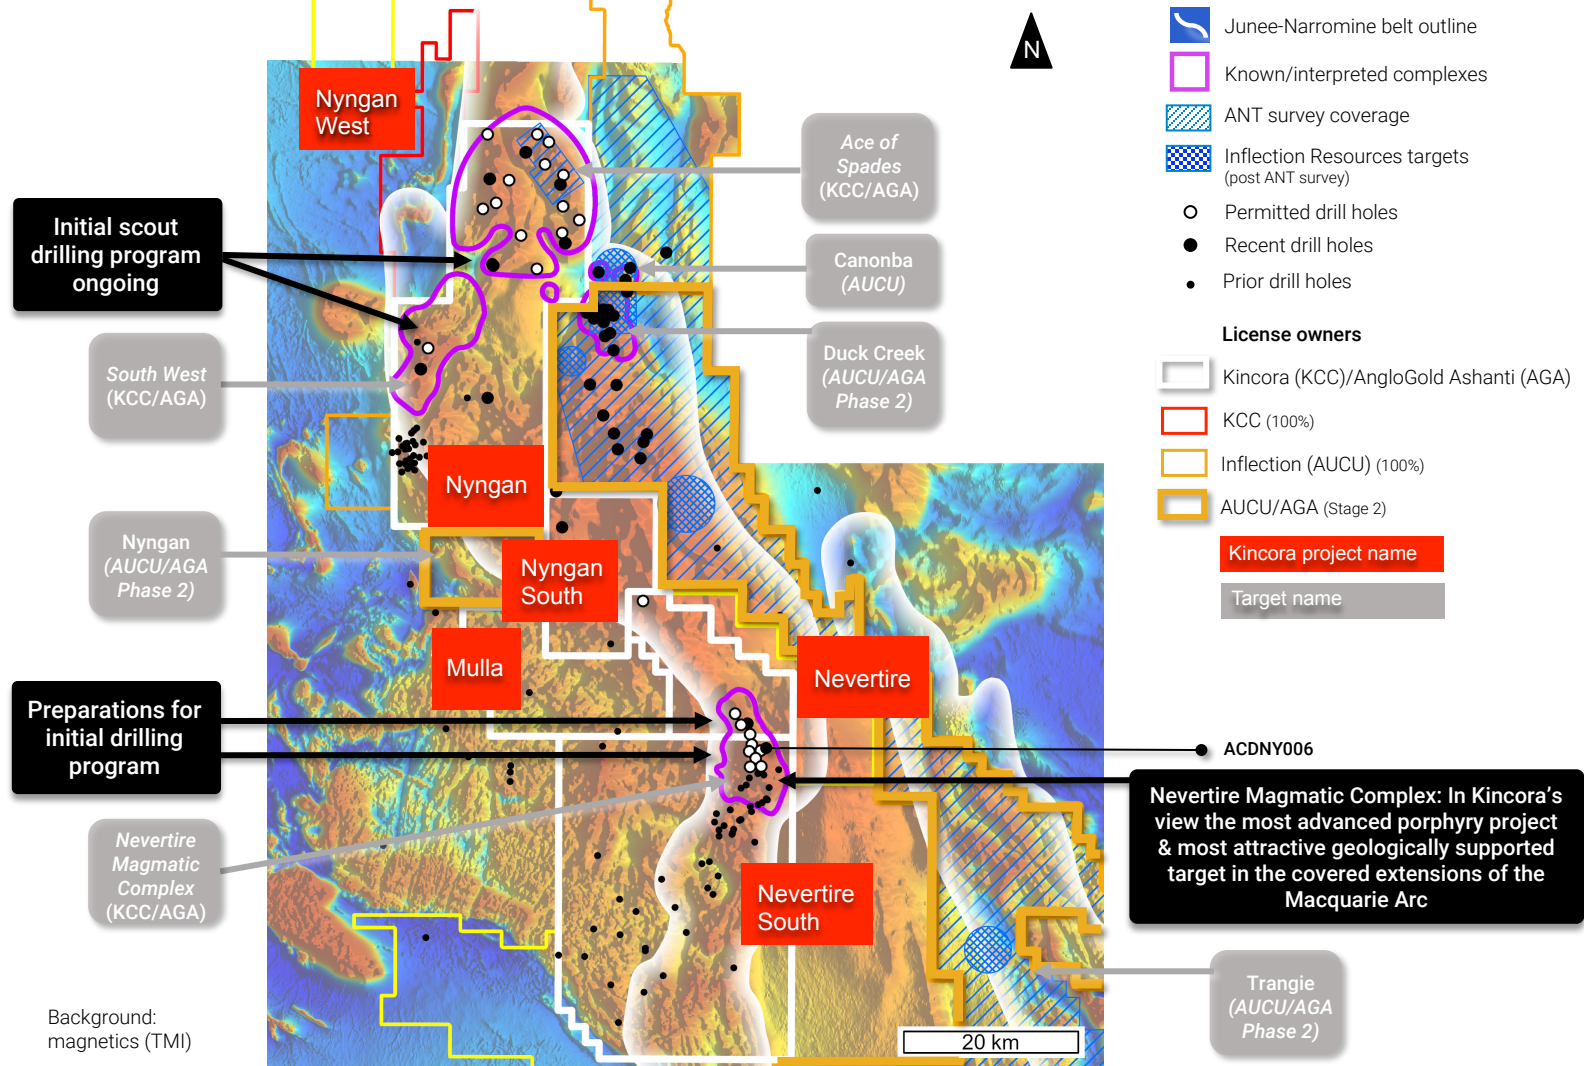 Nyngan
West
N
Junee-Narromine belt outline
Known/interpreted complexes
ANT survey coverage
Inflection Resources targets
(post ANT survey)
Permitted drill holes
Recent drill holes
Prior drill holes
License owners
Kincora (KCC)/AngloGold Ashanti (AGA)
KCC (100%)
Inflection (AUCU) (100%)
AUCU/AGA (Stage 2)
Kincora project name
Target name
Ace of
Spades
(KCC/AGA)
Initial scout
drilling program
ongoing
Canonba
(AUCU)
Duck Creek
(AUCU/AGA
Phase 2)
South West
(KCC/AGA)
Nyngan
Nyngan
(AUCU/AGA
Phase 2)
Nyngan
South
Mulla
Nevertire
Preparations for
initial drilling
program
ACDNY006
Nevertire Magmatic Complex: In Kincora's
view the most advanced porphyry project
& most attractive geologically supported
target in the covered extensions of the
Macquarie Arc
Nevertire
Magmatic
Complex
(KCC/AGA)
Nevertire
South
Trangie
(AUCU/AGA
Phase 2)
Background:
magnetics (TMI)
20 km